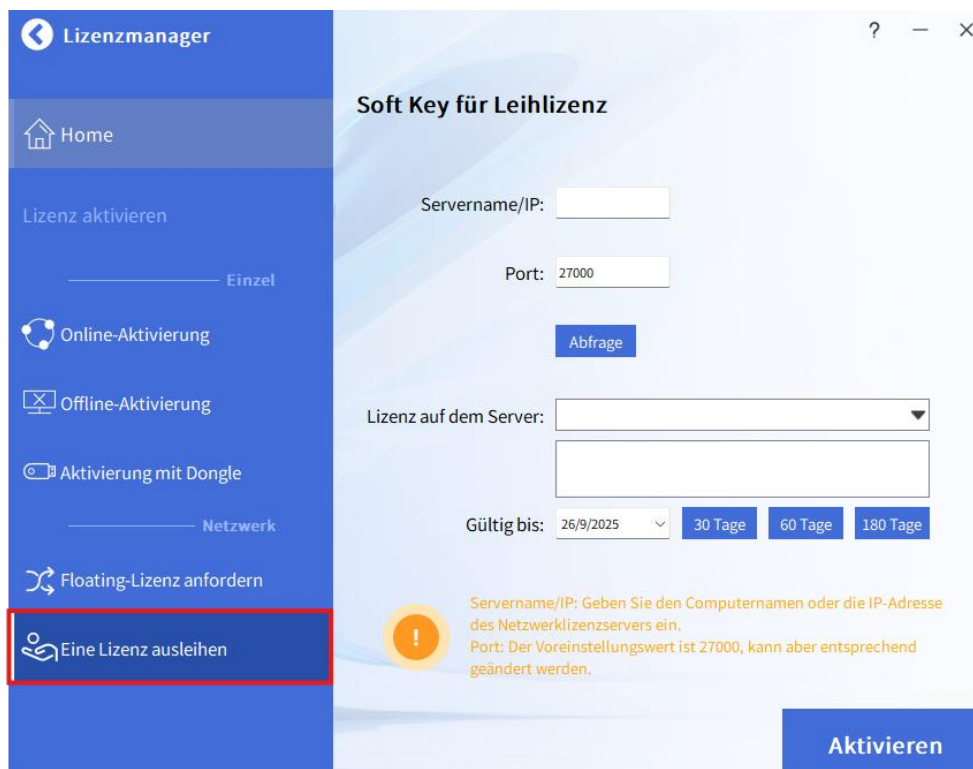 Lizenzmanager
?
Home
Lizenz aktivieren
Einzel
Online-Aktivierung
Offline-Aktivierung
Aktivierung mit Dongle
Netzwerk
Floating-Lizenz anfordern
Eine Lizenz ausleihen
Soft Key für Leihlizenz
Servername/IP:
Port: 27000
Abfrage
Lizenz auf dem Server:
Gültig bis: 26/9/2025 30 Tage 60 Tage 180 Tage
!
Servername/IP: Geben Sie den Computernamen oder die IP-Adresse
des Netzwerklizenzservers ein.
Port: Der Voreinstellungswert ist 27000, kann aber entsprechend
geändert werden.
Aktivieren